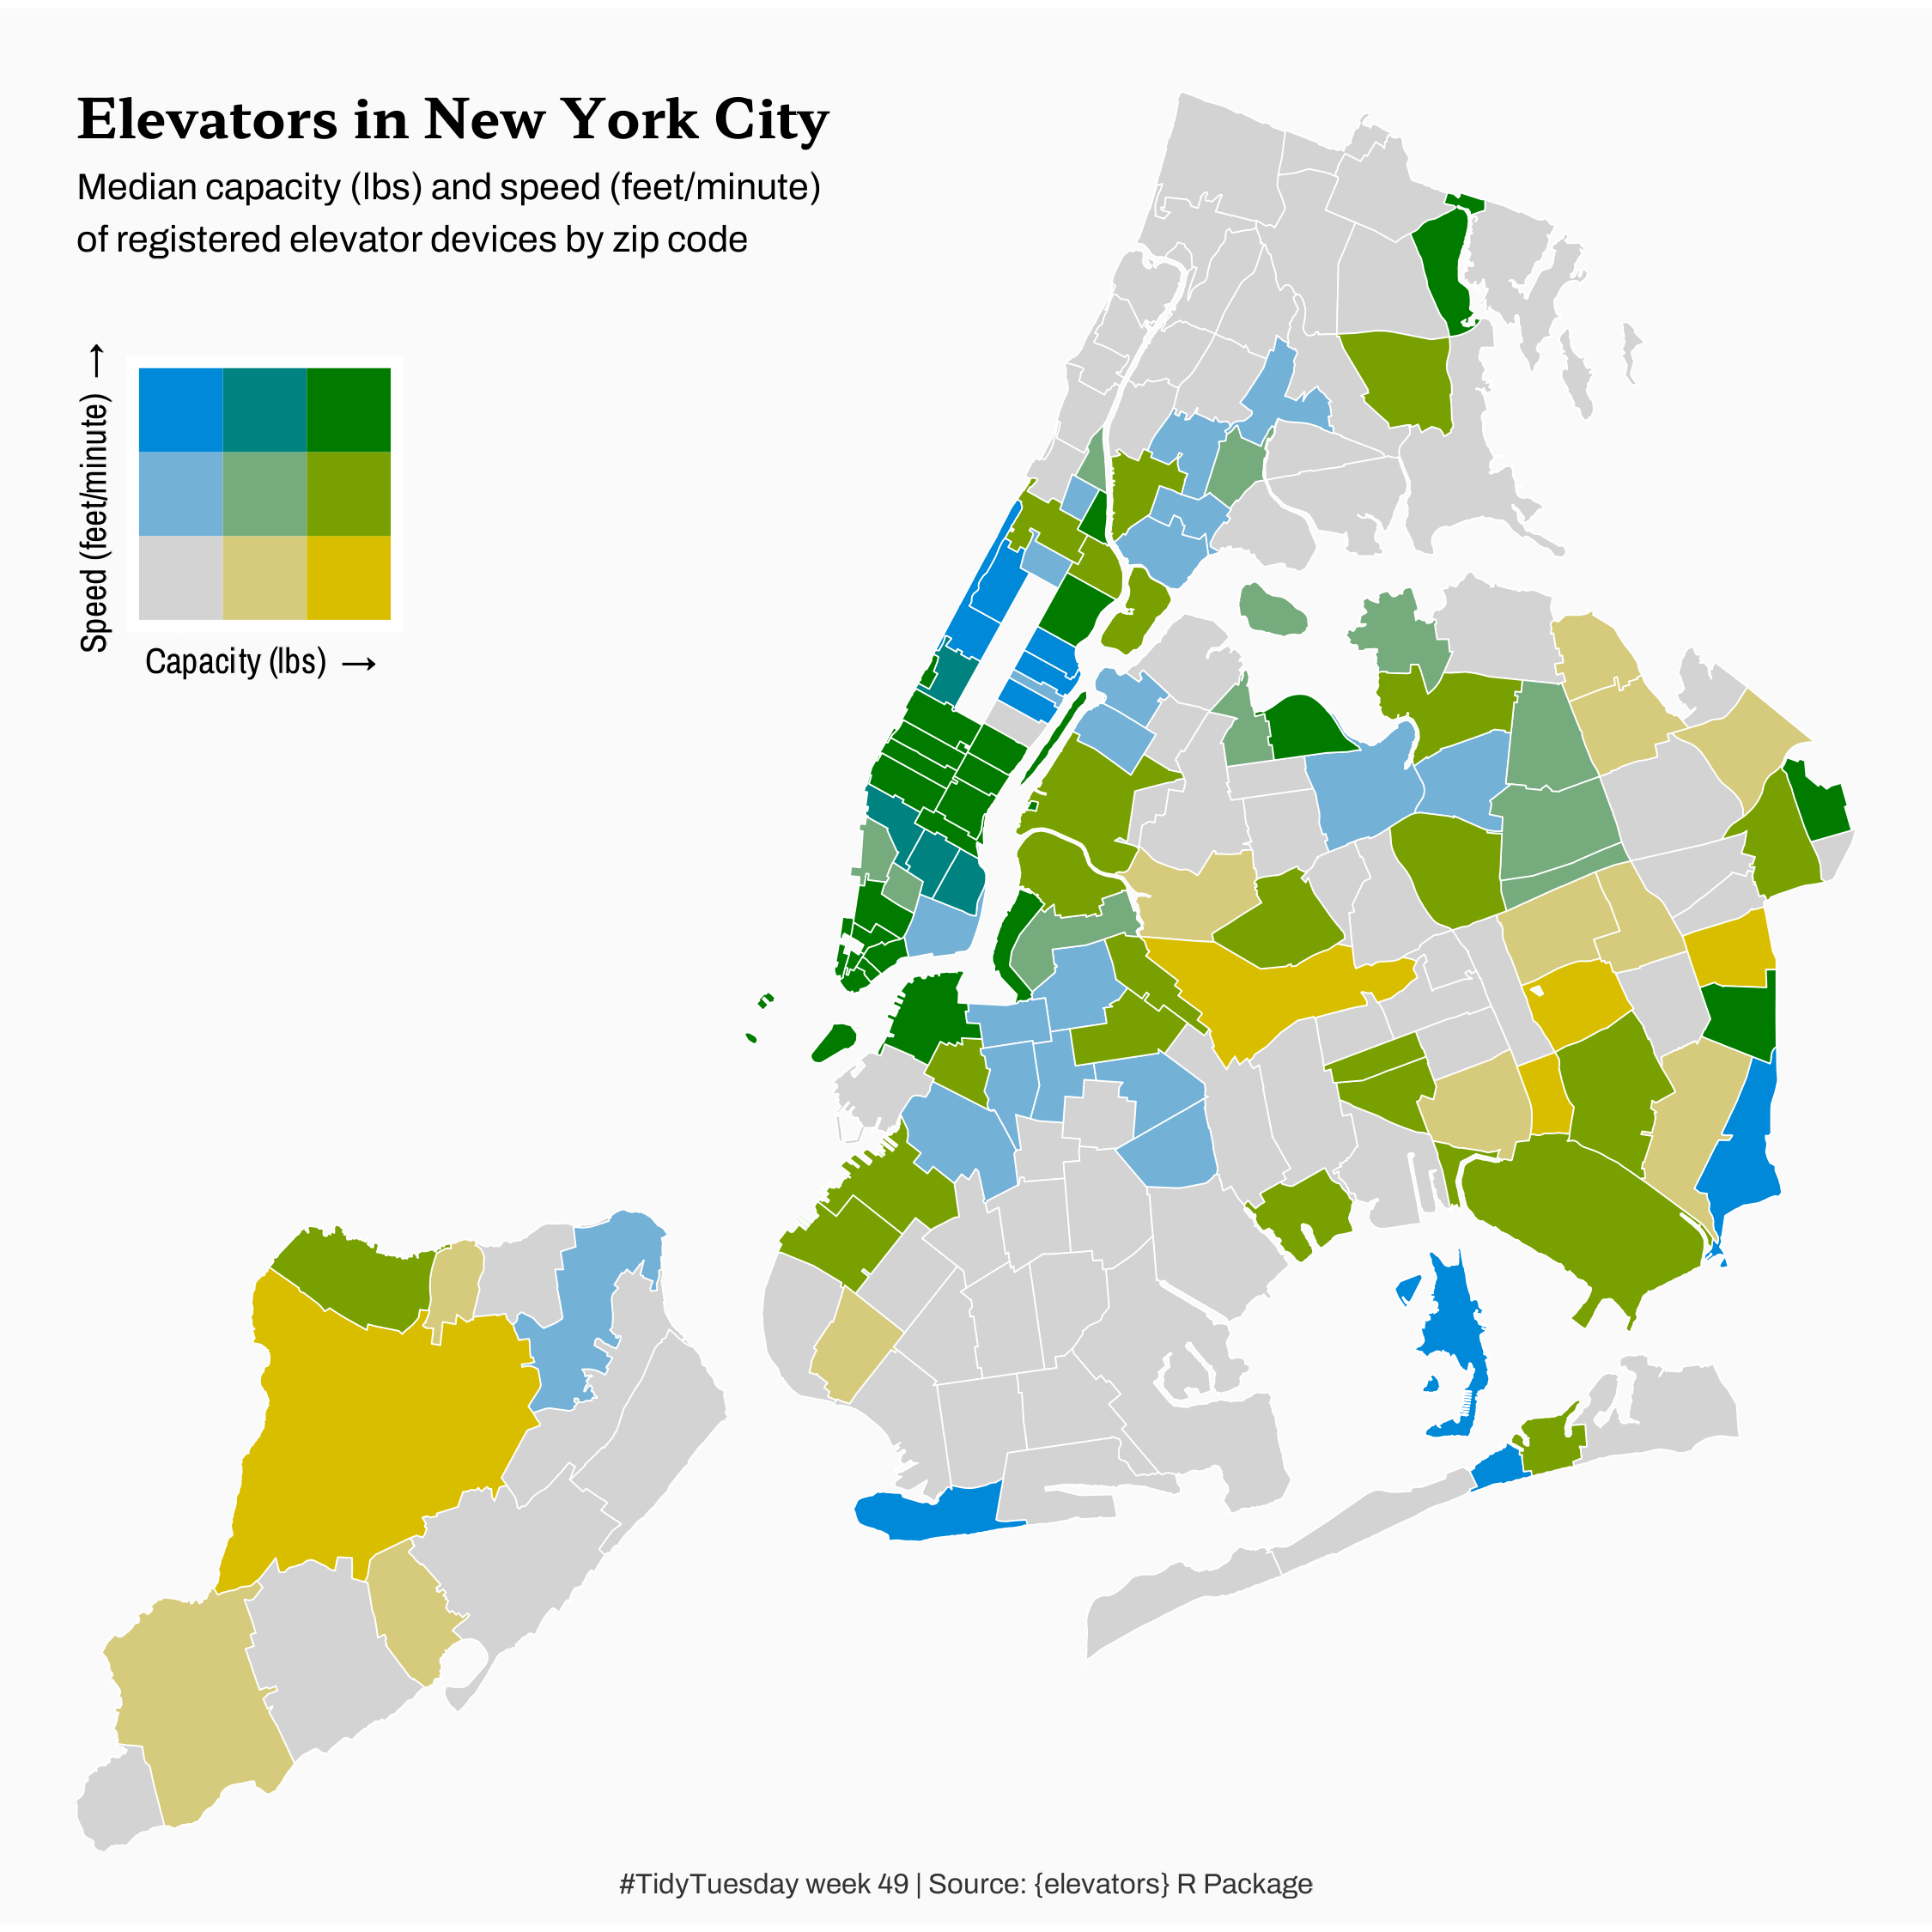 Elevators in New York City
Median capacity (lbs) and speed (feet/minute)
of registered elevator devices by zip code
Speed (feet/minute) →
Capacity (lbs) →
#TidyTuesday week 49 | Source: {elevators} R Package